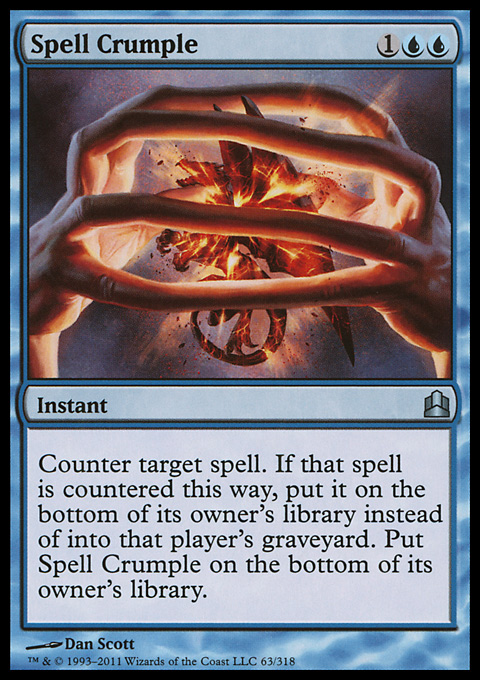 Spell Crumple 1
Instant
Counter target spell. If that spell
is countered this way, put it on the
bottom of its owner's library instead
of into that player's graveyard. Put
Spell Crumple on the bottom of its
owner's library.
Dan Scott
™ & © 1993–2011 Wizards of the Coast LLC 63/318